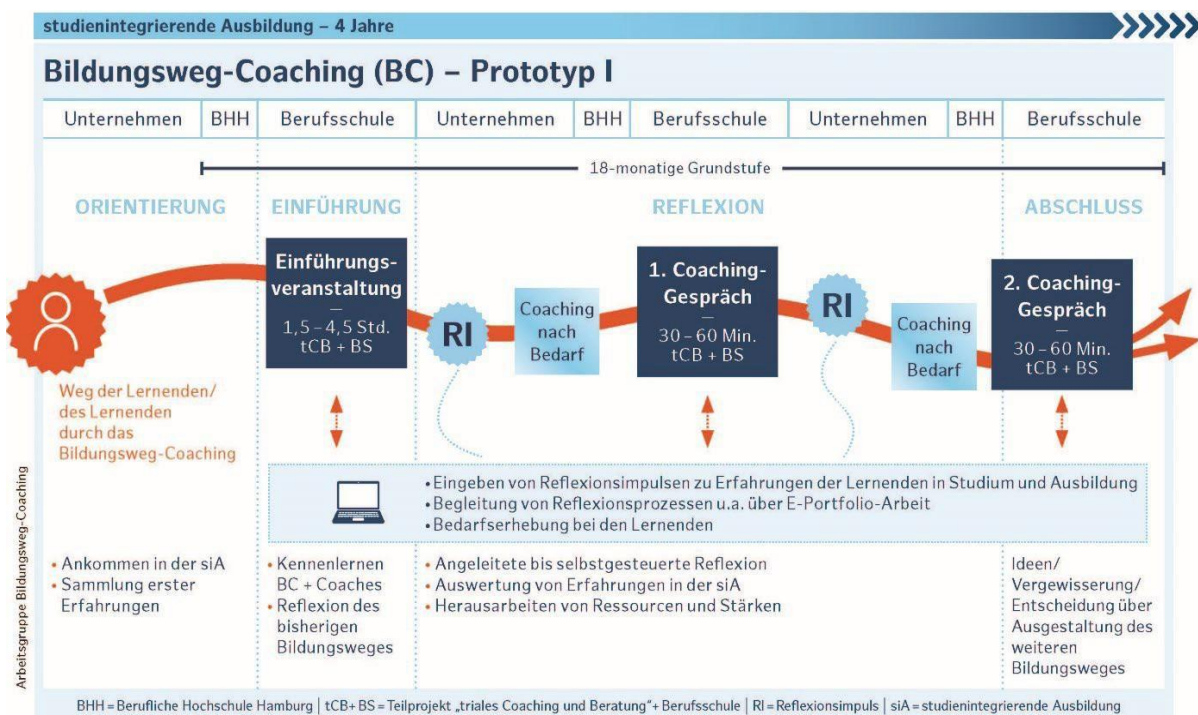 studienintegrierende Ausbildung – 4 Jahre
Bildungsweg-Coaching (BC) – Prototyp I
Unternehmen BHH Berufsschule Unternehmen BHH Berufsschule Unternehmen BHH Berufsschule
18-monatige Grundstufe
ORIENTIERUNG EINFÜHRUNG REFLEXION ABSCHLUSS
Einführungs-
veranstaltung
—
1,5 – 4,5 Std.
tCB + BS
RI
Coaching
nach
Bedarf
1. Coaching-
Gespräch
—
30 – 60 Min.
tCB + BS
RI
Coaching
nach
Bedarf
2. Coaching-
Gespräch
—
30 – 60 Min.
tCB + BS
Weg der Lernenden/
des Lernenden
durch das
Bildungsweg-Coaching
• Eingeben von Reflexionsimpulsen zu Erfahrungen der Lernenden in Studium und Ausbildung
• Begleitung von Reflexionsprozessen u.a. über E-Portfolio-Arbeit
• Bedarfserhebung bei den Lernenden
• Ankommen in der siA
• Sammlung erster
Erfahrungen
• Kennenlernen
BC + Coaches
• Reflexion des
bisherigen
Bildungsweges
• Angeleitete bis selbstgesteuerte Reflexion
• Auswertung von Erfahrungen in der siA
• Herausarbeiten von Ressourcen und Stärken
Ideen/
Vergewisserung/
Entscheidung über
Ausgestaltung des
weiteren
Bildungsweges
Arbeitsgruppe Bildungsweg-Coaching
BHH = Berufliche Hochschule Hamburg | tCB+ BS = Teilprojekt „triales Coaching und Beratung“+ Berufsschule | RI = Reflexionsimpuls | siA = studienintegrierende Ausbildung